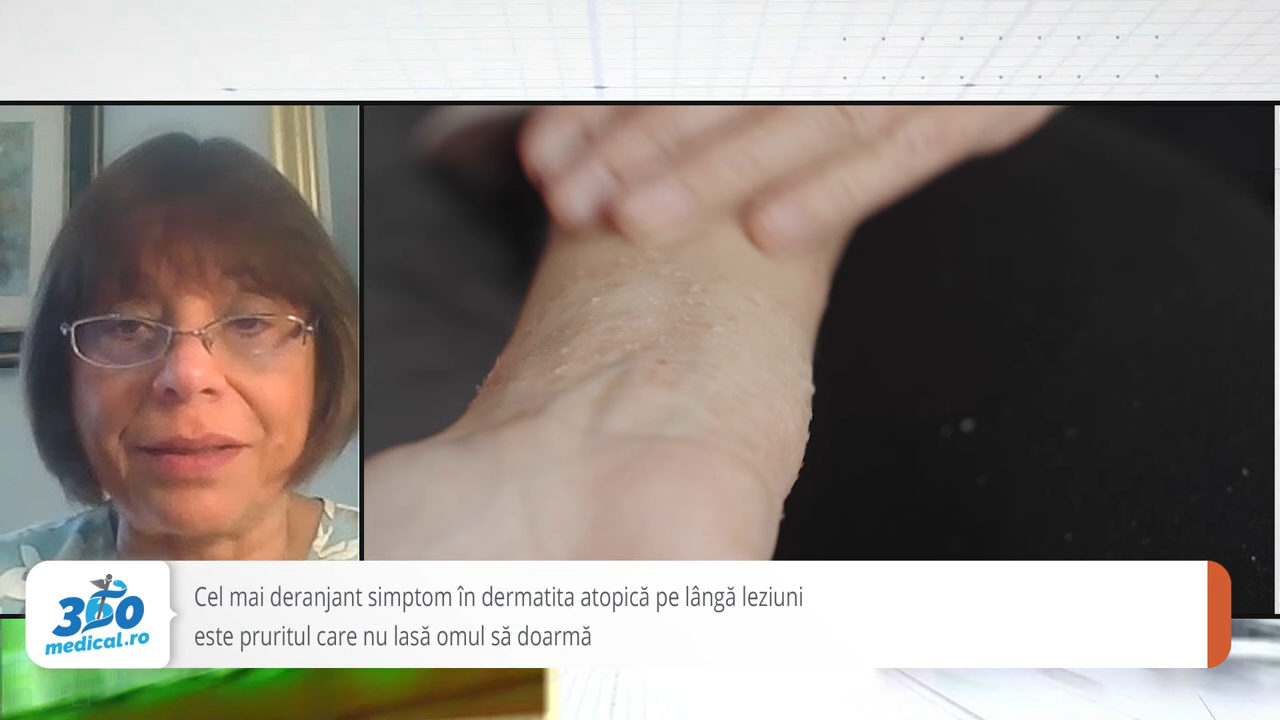 360
medical.ro
Cel mai deranjant simptom în dermatita atopică pe lângă leziuni
este pruritul care nu lasă omul să doarmă